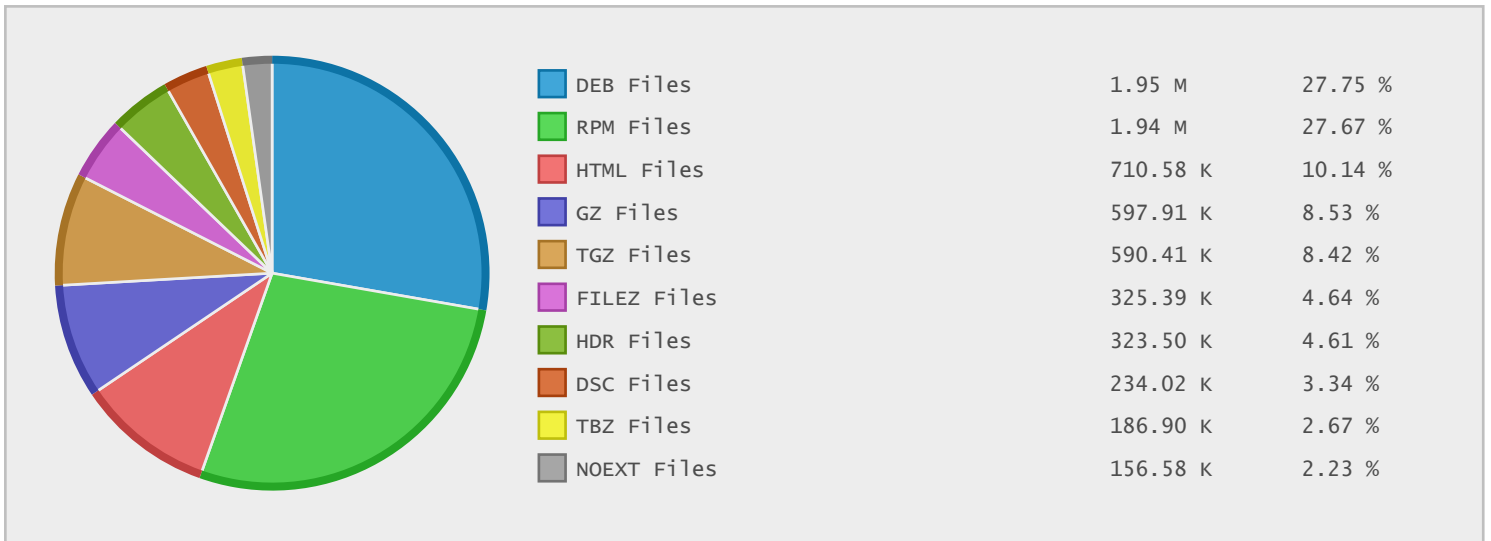 DEB Files 1.95 M 27.75 %
RPM Files 1.94 M 27.67 %
HTML Files 710.58 K 10.14 %
GZ Files 597.91 K 8.53 %
TGZ Files 590.41 K 8.42 %
FILEZ Files 325.39 K 4.64 %
HDR Files 323.50 K 4.61 %
DSC Files 234.02 K 3.34 %
TBZ Files 186.90 K 2.67 %
NOEXT Files 156.58 K 2.23 %